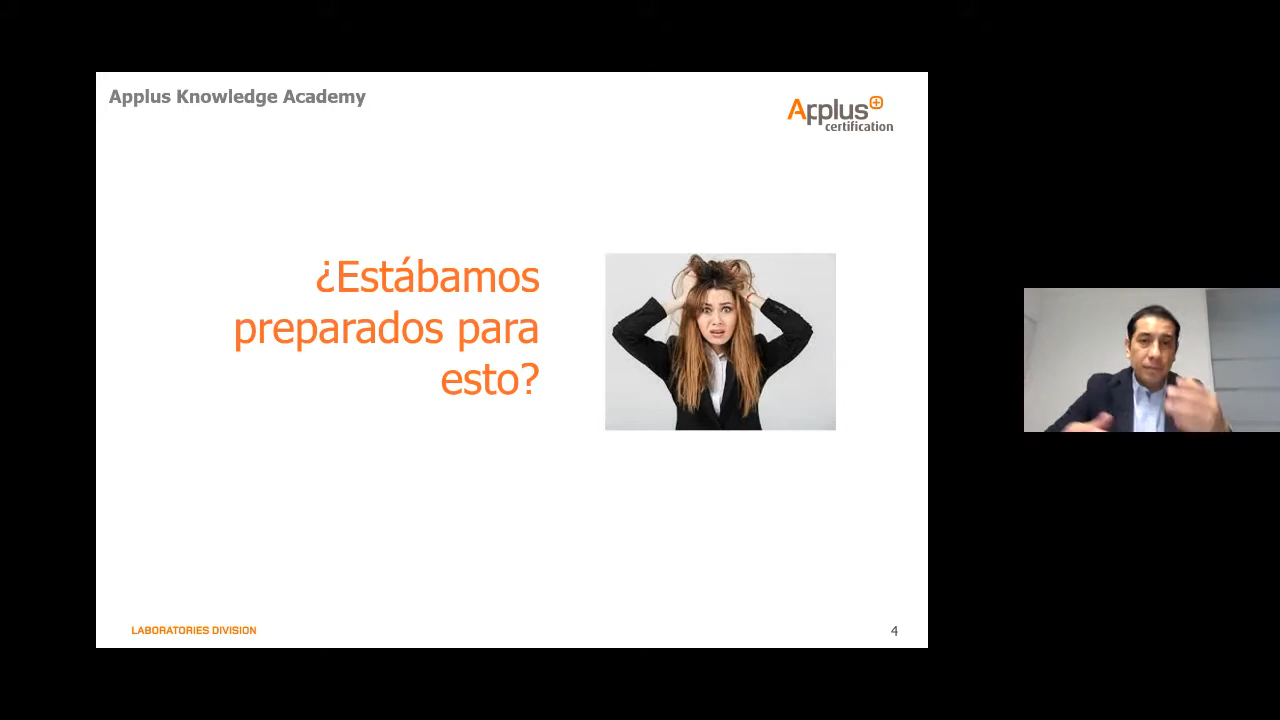 Applus Knowledge Academy
Applus+
certification
¿Estábamos
preparados para
esto?
LABORATORIES DIVISION
4